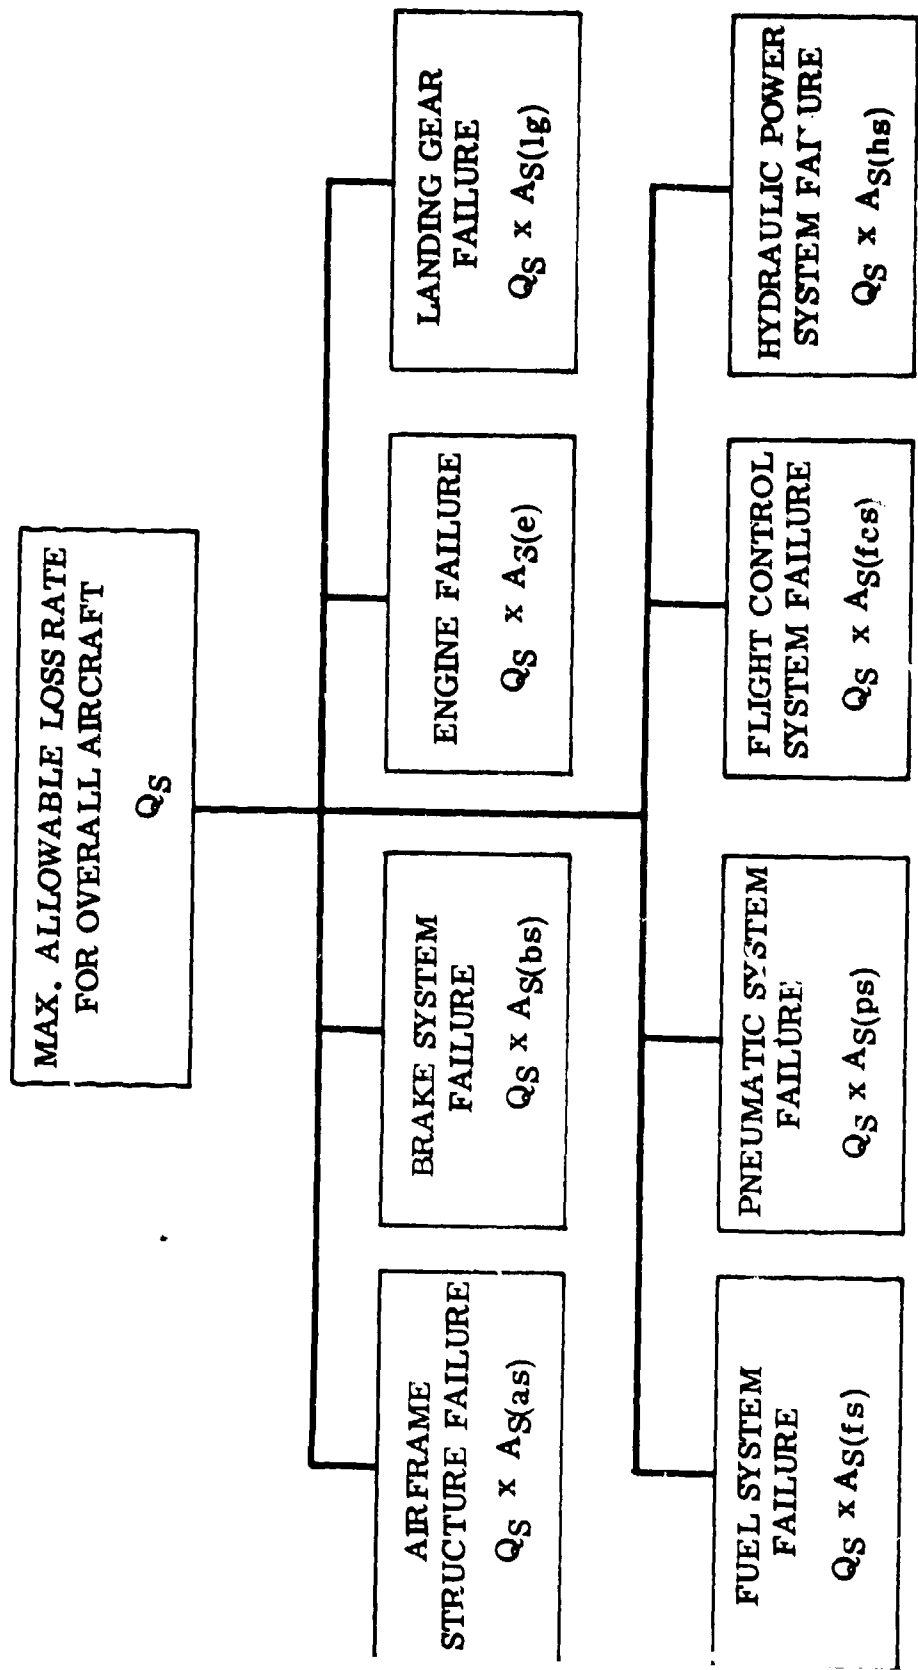 MAX. ALLOWABLE LOSS RATE
FOR OVERALL AIRCRAFT
QS
AIRFRAME
STRUCTURE FAILURE
QS x AS(as)
BRAKE SYSTEM
FAILURE
QS x AS(bs)
ENGINE FAILURE
QS x AS(e)
LANDING GEAR
FAILURE
QS x AS(lg)
FUEL SYSTEM
FAILURE
QS x AS(fs)
PNEUMATIC SYSTEM
FAILURE
QS x AS(ps)
FLIGHT CONTROL
SYSTEM FAILURE
QS x AS(fcs)
HYDRAULIC POWER
SYSTEM FAILURE
QS x AS(hs)